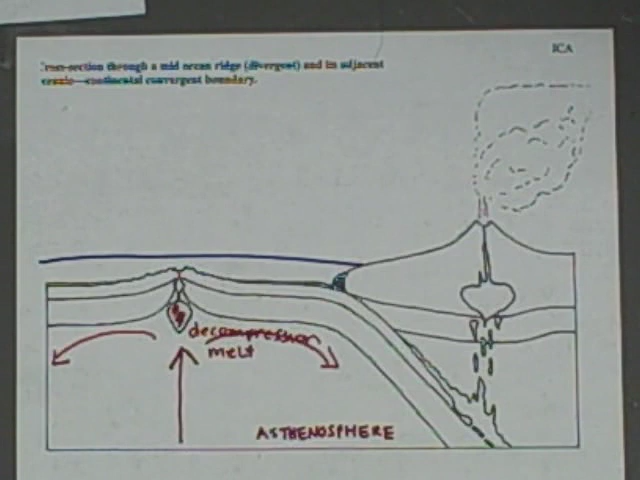 ICA
cross-section through a mid ocean ridge (divergent) and its adjacent
oceanic—continental convergent boundary.
decompression
melt
ASTHENOSPHERE